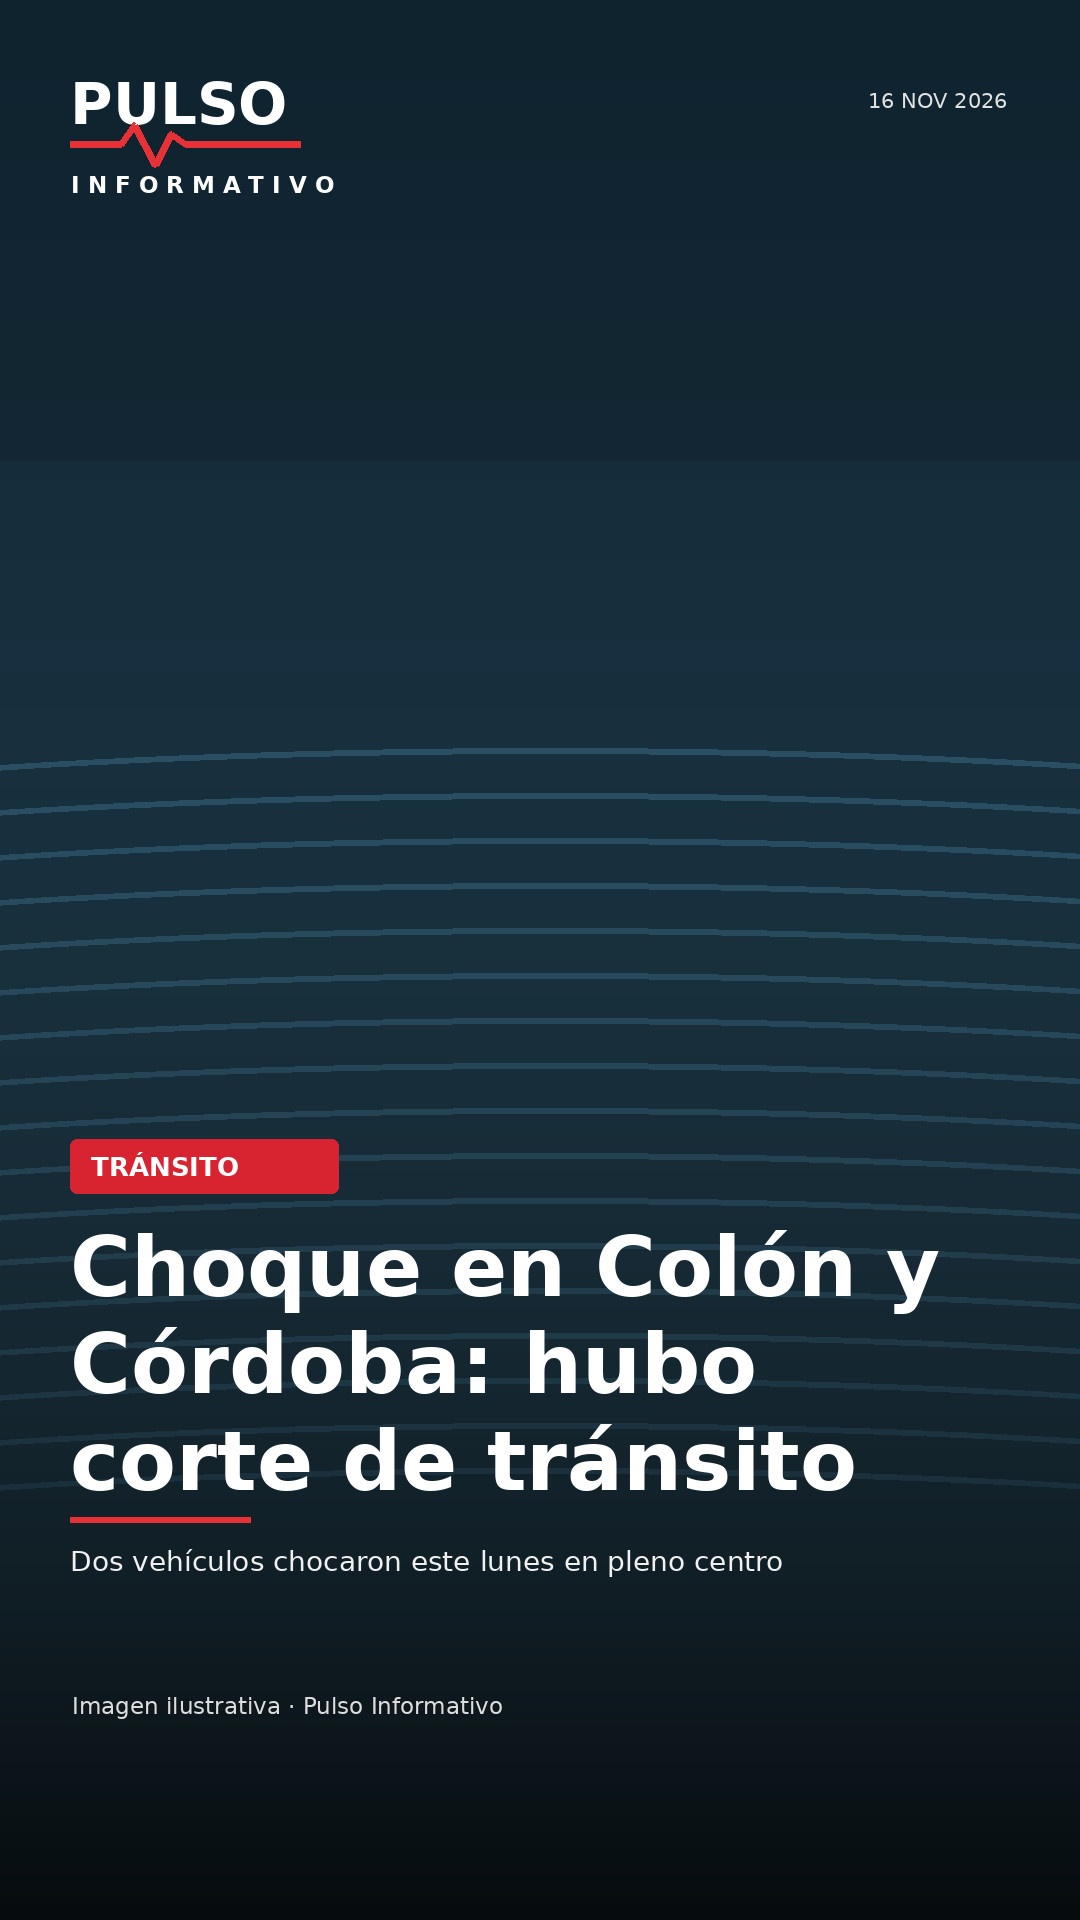 PULSO
INFORMATIVO
16 NOV 2026
TRÁNSITO
Choque en Colón y
Córdoba: hubo
corte de tránsito
Dos vehículos chocaron este lunes en pleno centro
Imagen ilustrativa · Pulso Informativo